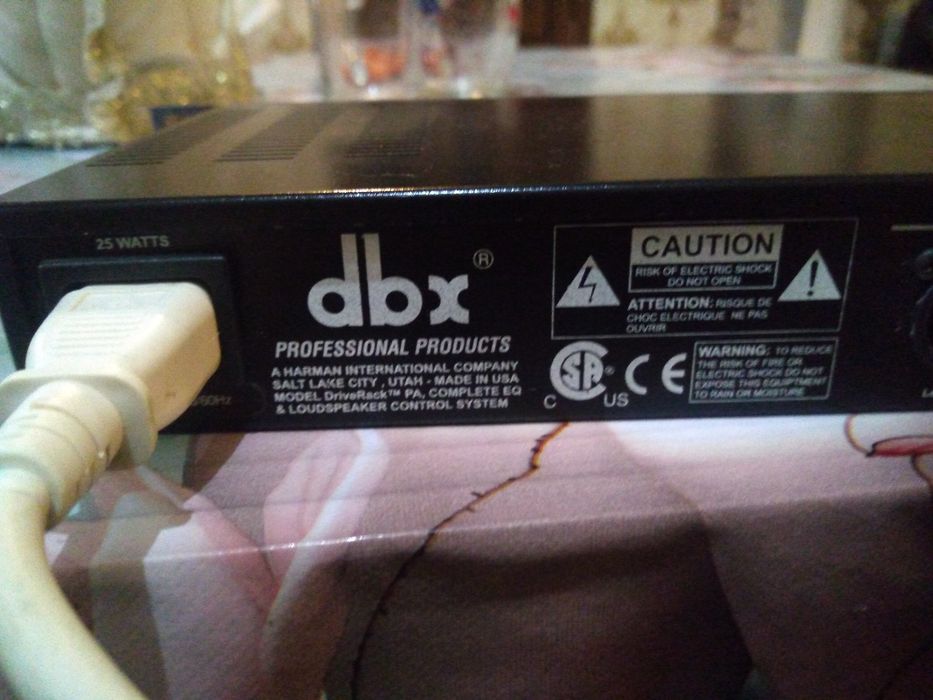 25 WATTS
dbx®
PROFESSIONAL PRODUCTS
A HARMAN INTERNATIONAL COMPANY
SALT LAKE CITY, UTAH - MADE IN USA
MODEL DriveRack™ PA, COMPLETE EQ
& LOUDSPEAKER CONTROL SYSTEM
/60Hz
CAUTION
RISK OF ELECTRIC SHOCK
DO NOT OPEN
ATTENTION: RISQUE DE
CHOC ELECTRIQUE NE PAS
OUVRIR
C SA® US
CE
WARNING: TO REDUCE
THE RISK OF FIRE OR
ELECTRIC SHOCK DO NOT
EXPOSE THIS EQUIPMENT
TO RAIN OR MOISTURE